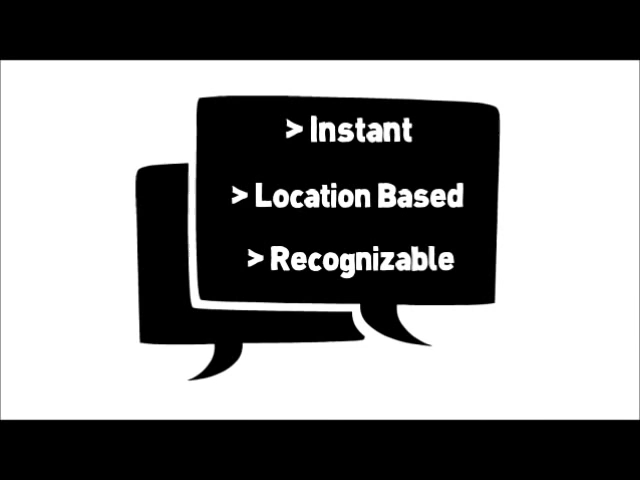 > Instant
> Location Based
> Recognizable